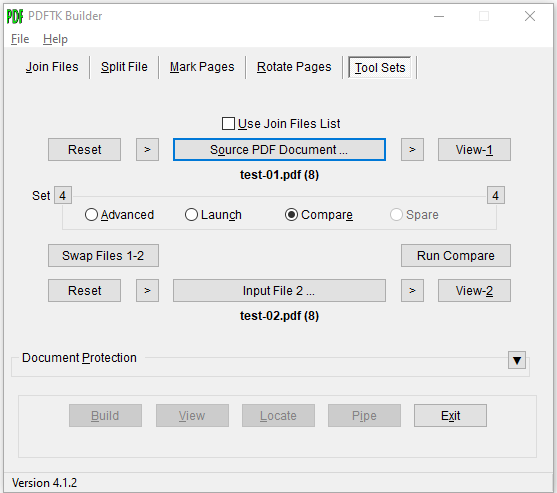 PDF PDFTK Builder
File Help
Join Files Split File Mark Pages Rotate Pages Tool Sets
Use Join Files List
Reset > Source PDF Document ... > View-1
test-01.pdf (8)
Set 4 4
Advanced Launch Compare Spare
Swap Files 1-2 Run Compare
Reset > Input File 2 ... > View-2
test-02.pdf (8)
Document Protection ▼
Build View Locate Pipe Exit
Version 4.1.2